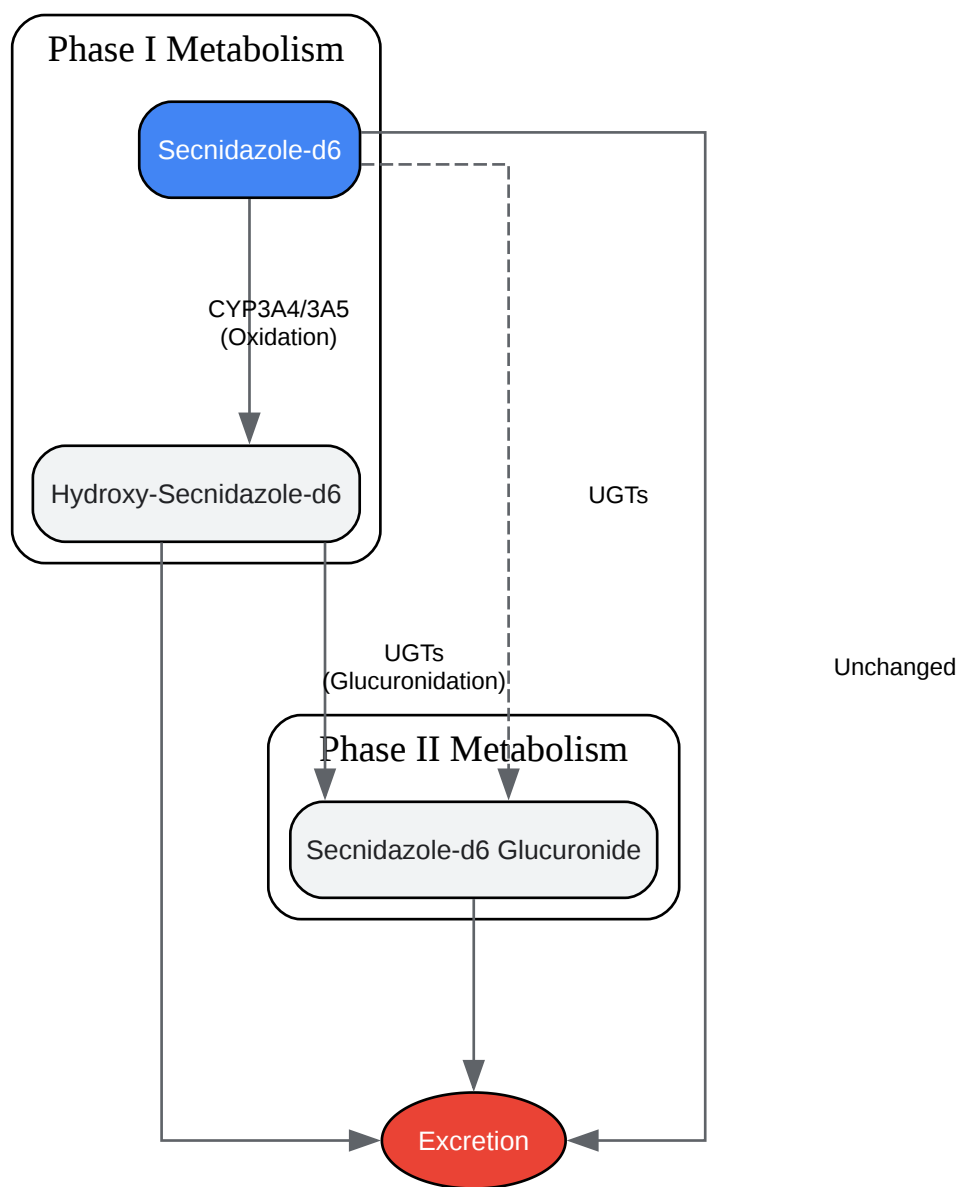 Phase I Metabolism
Secnidazole-d6
CYP3A4/3A5
(Oxidation)
Hydroxy-Secnidazole-d6
UGTs
UGTs
(Glucuronidation)
Unchanged
Phase II Metabolism
Secnidazole-d6 Glucuronide
Excretion